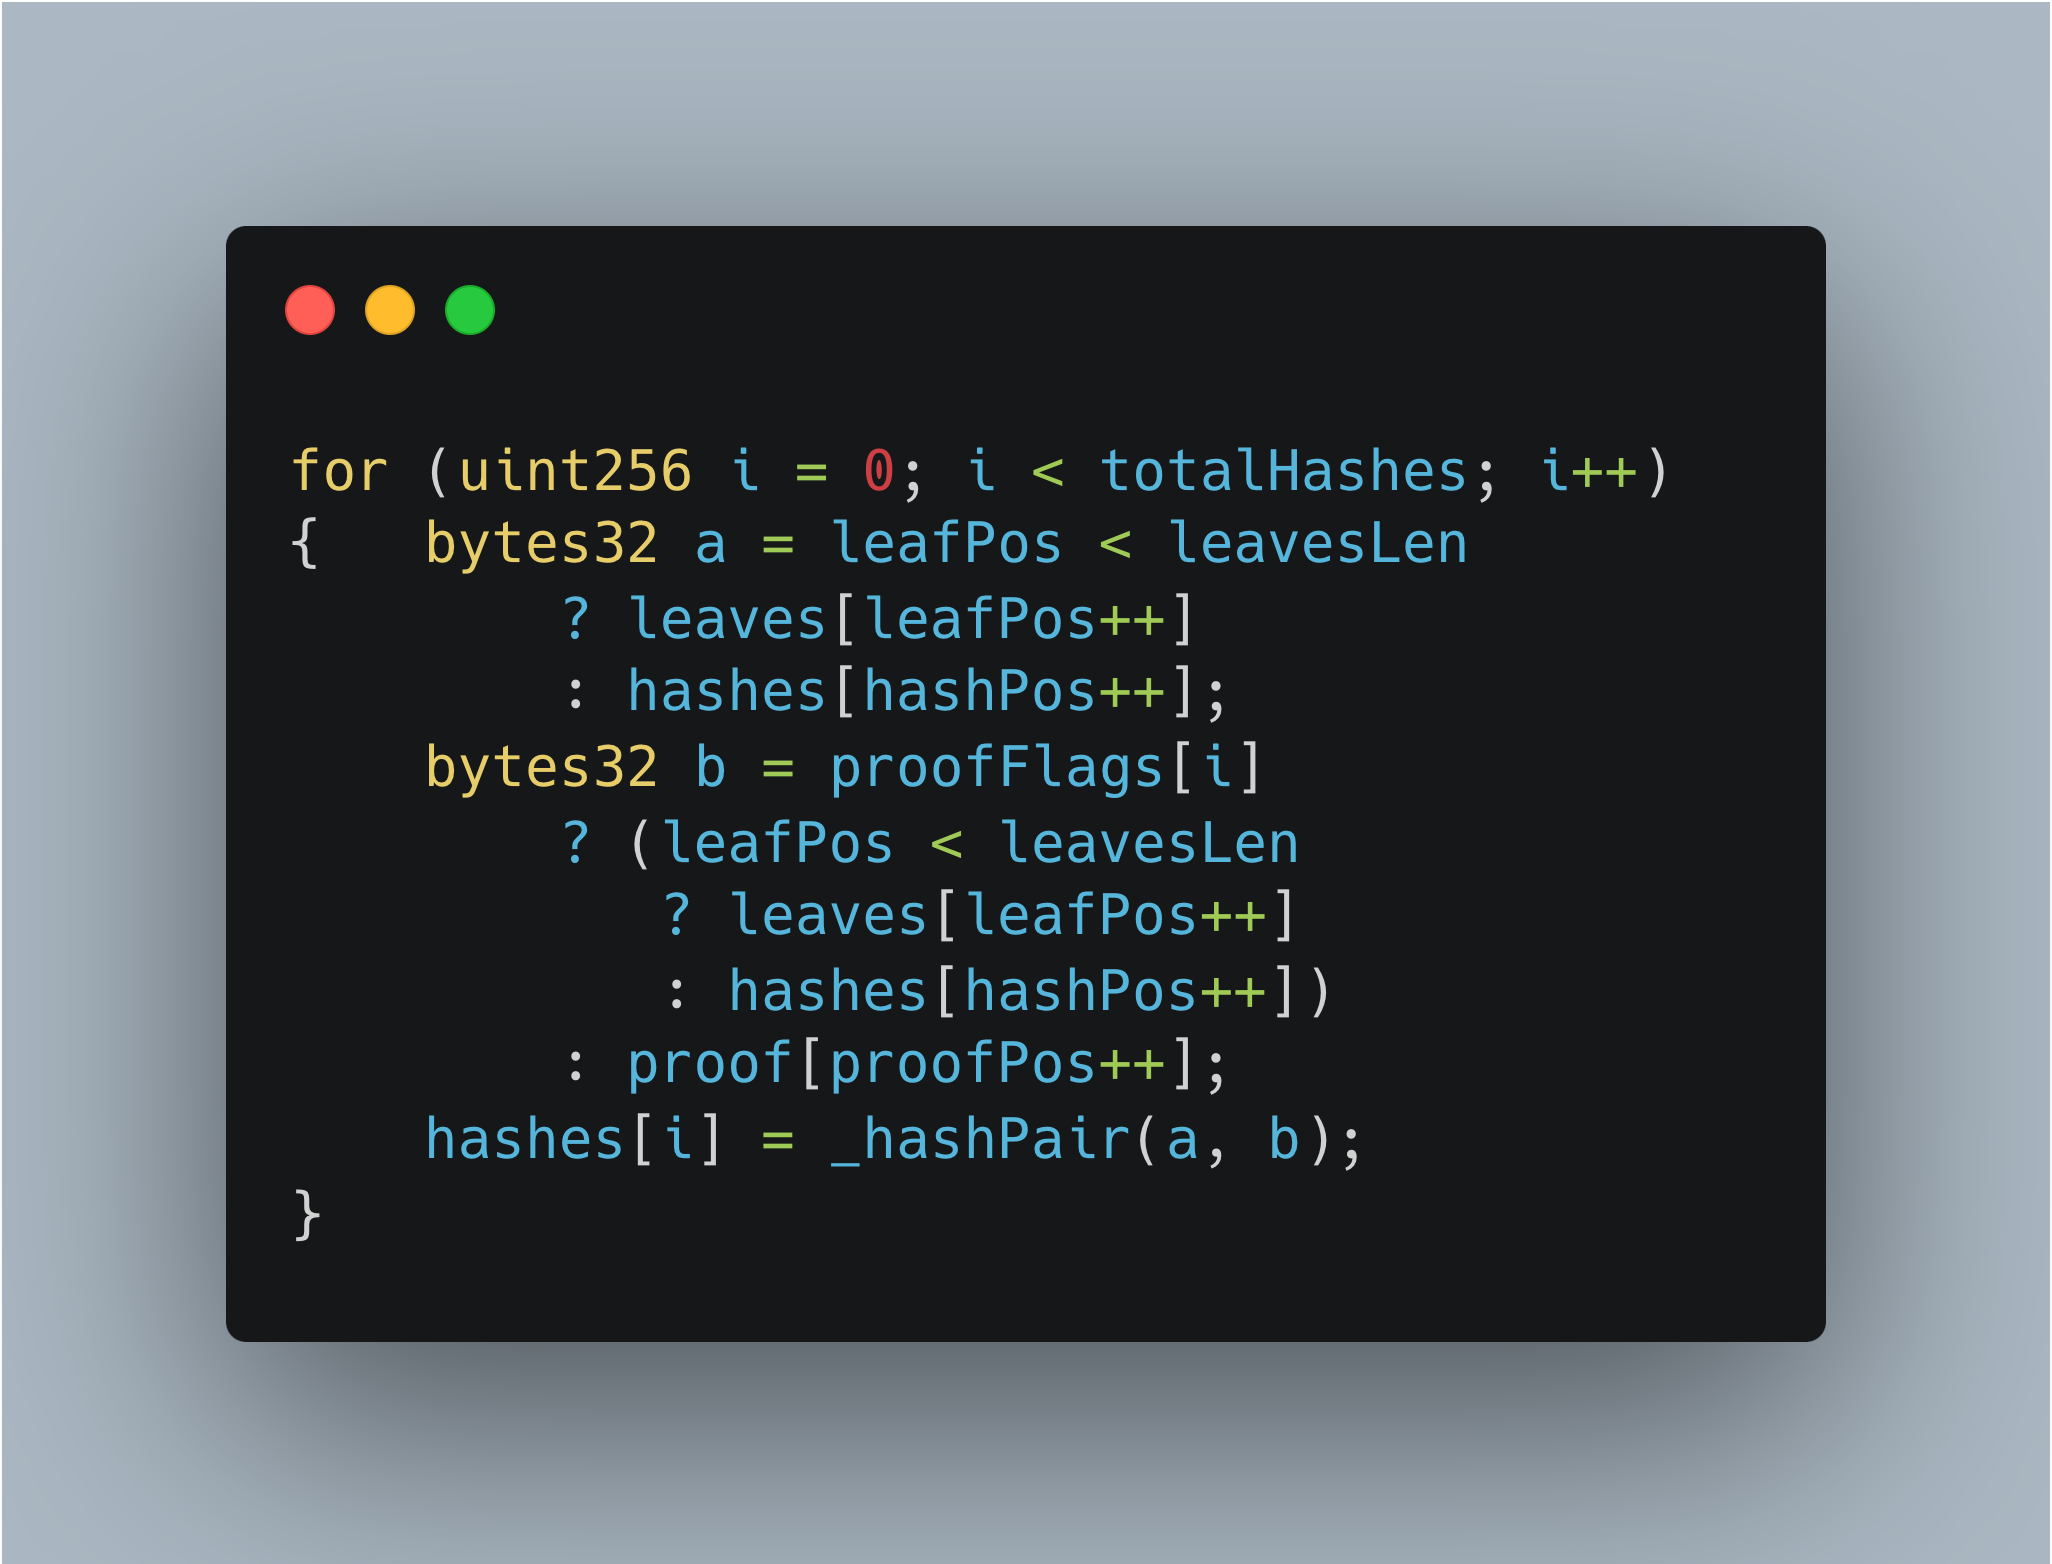 for (uint256 i = 0; i < totalHashes; i++)
{   bytes32 a = leafPos < leavesLen
        ? leaves[leafPos++]
        : hashes[hashPos++];
    bytes32 b = proofFlags[i]
        ? (leafPos < leavesLen
           ? leaves[leafPos++]
           : hashes[hashPos++])
        : proof[proofPos++];
    hashes[i] = _hashPair(a, b);
}